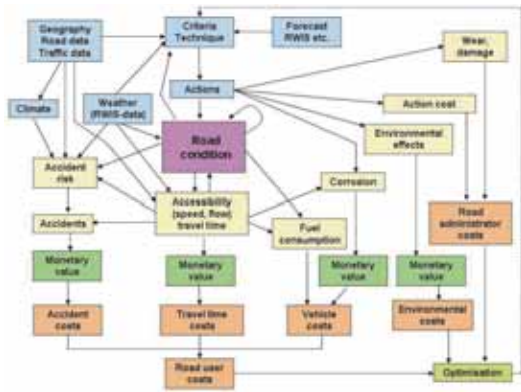 Geography
Road data
Traffic data
Criteria
Technique
Forecast
RWIS etc.
Wear,
damage
Actions
Climate
Weather
(RWIS-data)
Action cost
Road
condition
Environmental
effects
Accident
risk
Corrosion
Accessibility
(speed, flow)
travel time
Accidents
Fuel
consumption
Road
administrator
costs
Monetary
value
Monetary
value
Monetary
value
Monetary
value
Accident
costs
Travel time
costs
Vehicle
costs
Environmental
costs
Road user
costs
Optimisation